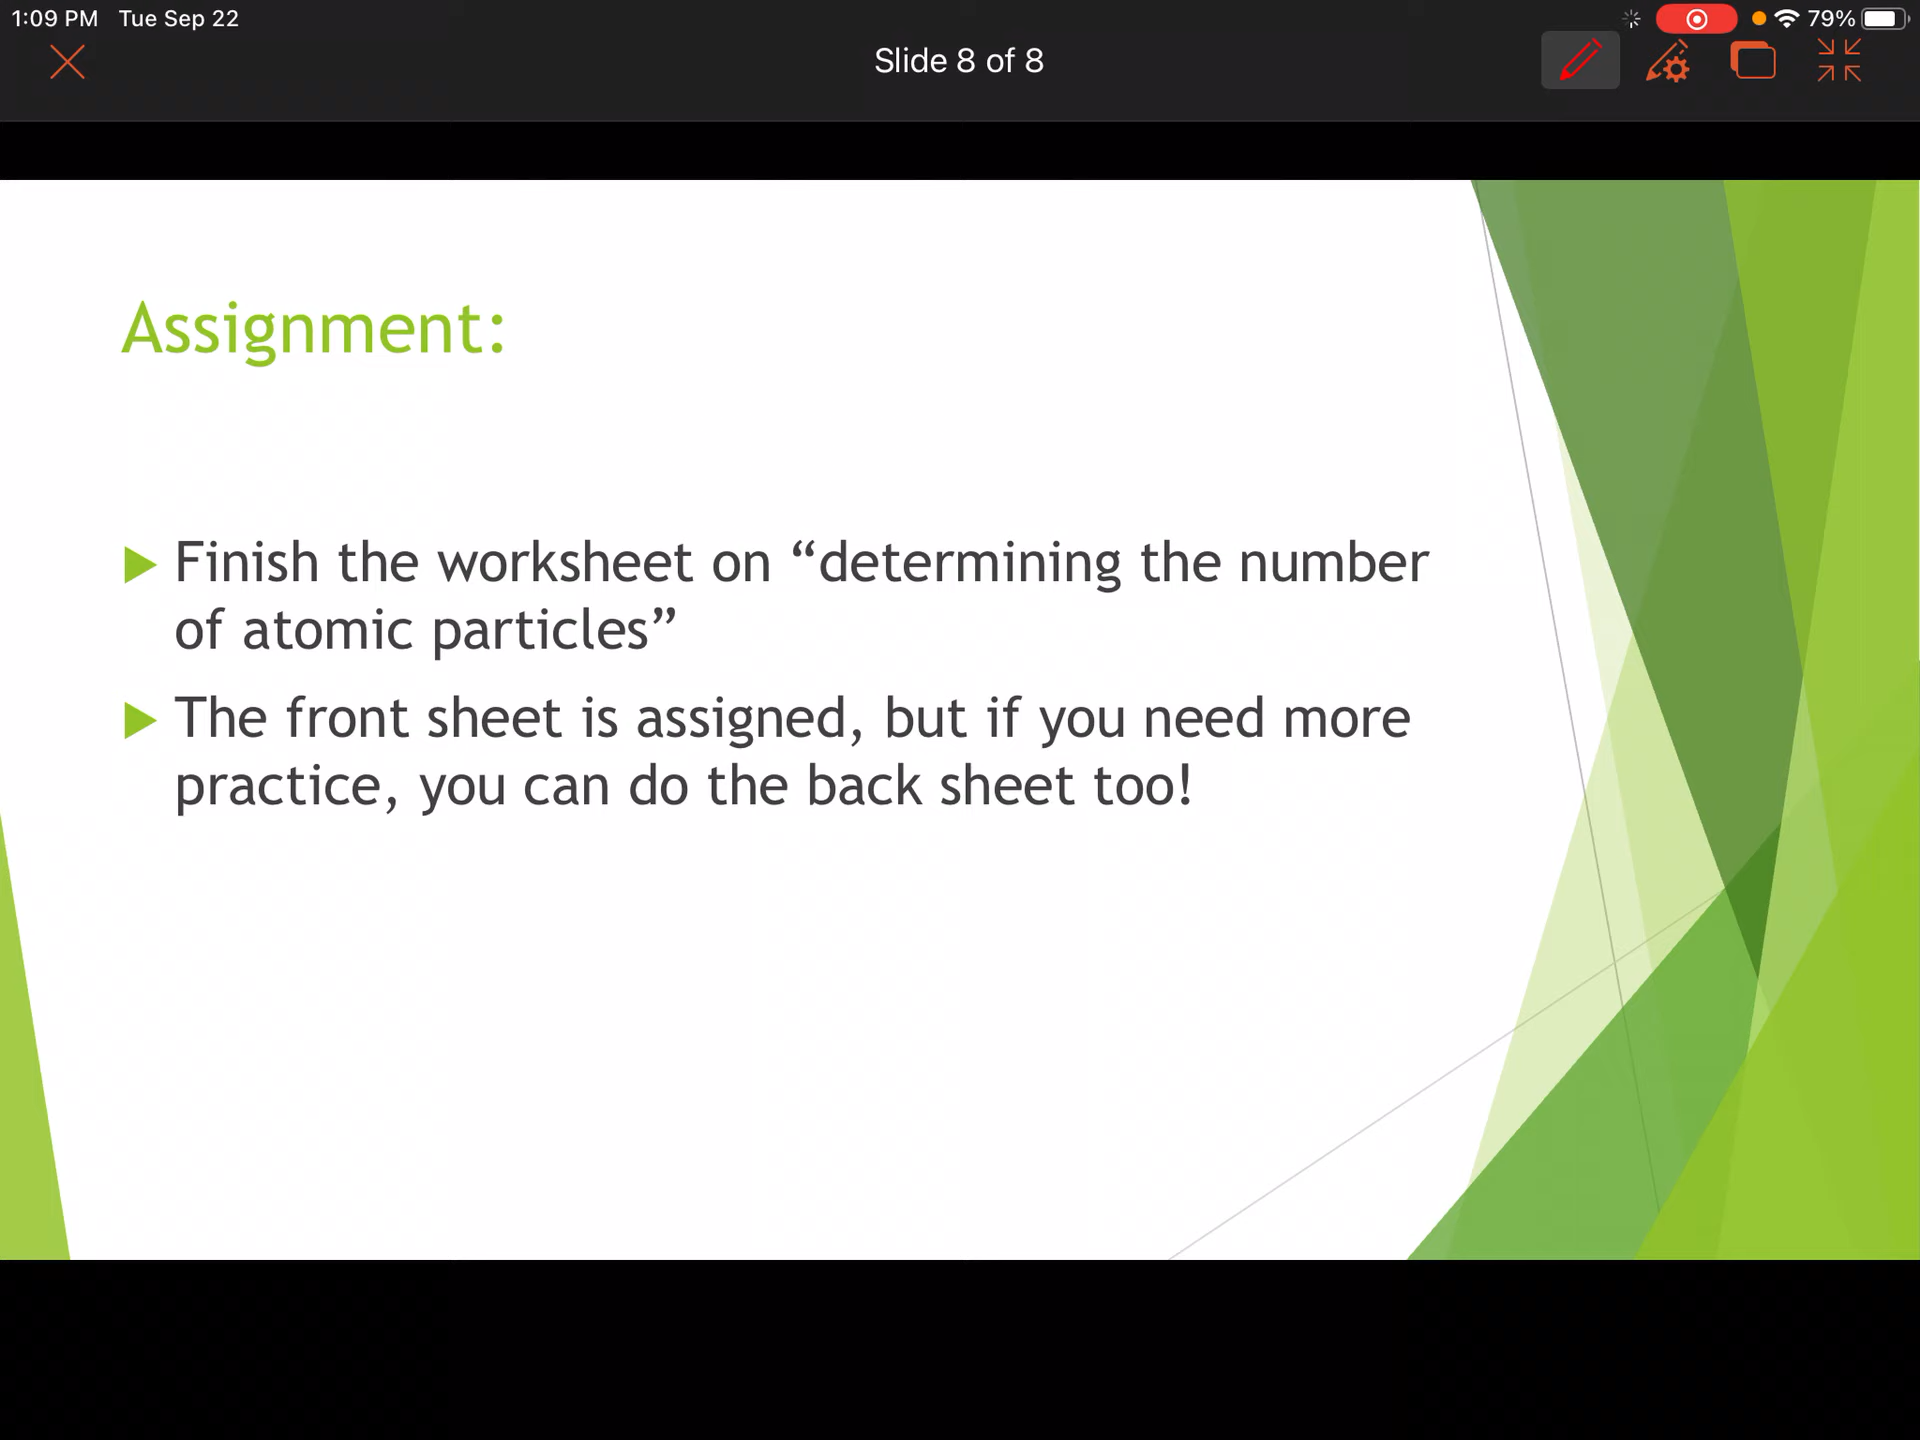 1:09 PM Tue Sep 22
79%
Slide 8 of 8
Assignment:
Finish the worksheet on “determining the number
of atomic particles”
The front sheet is assigned, but if you need more
practice, you can do the back sheet too!